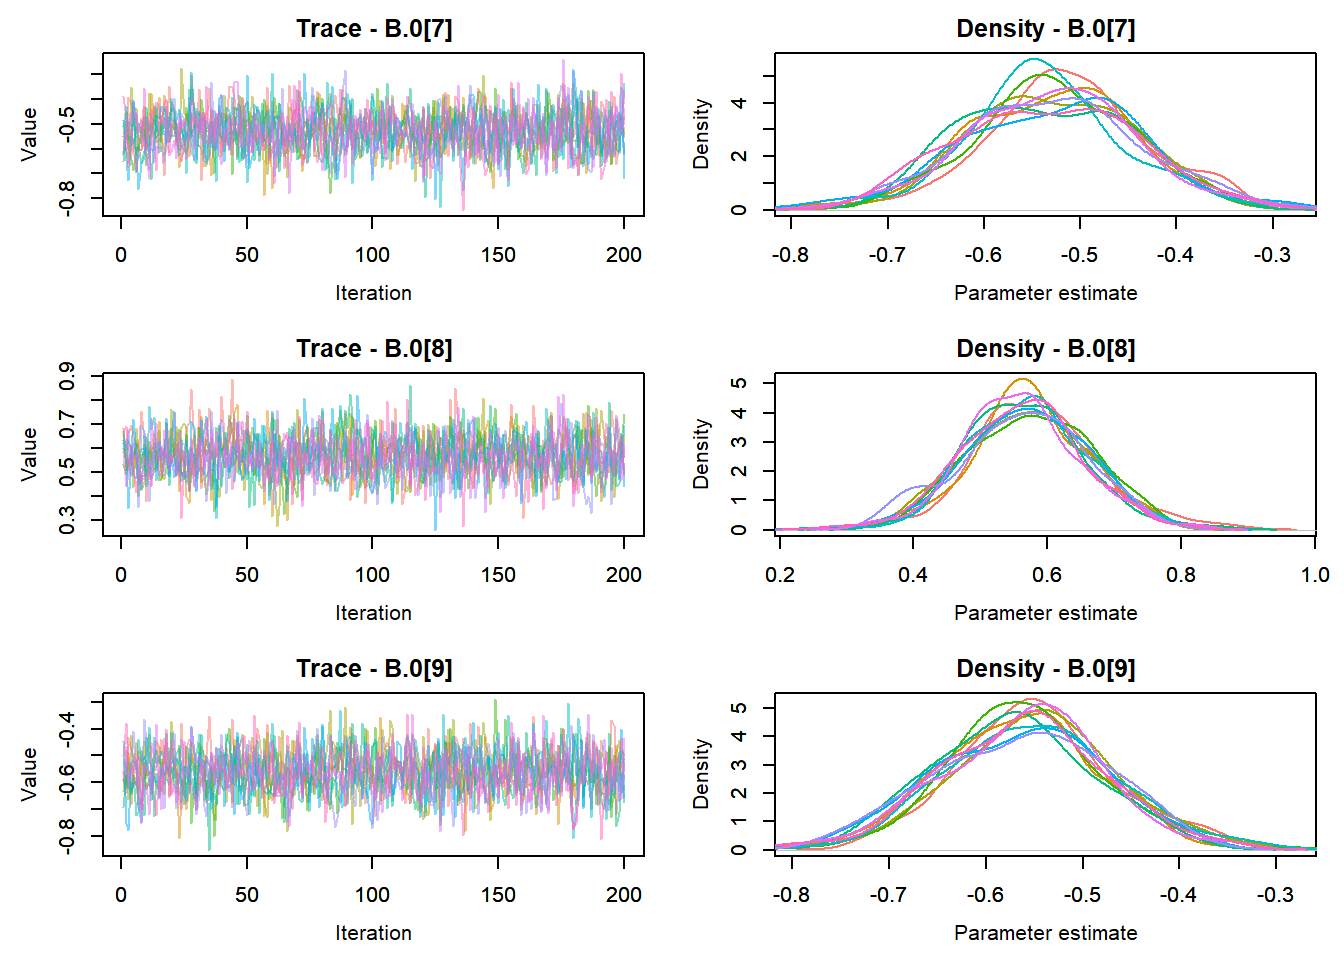 Trace - B.0[7]
Value
-0.5
-0.8
0 50 100 150 200
Iteration
Density - B.0[7]
Density
4
2
0
-0.8 -0.7 -0.6 -0.5 -0.4 -0.3
Parameter estimate
Trace - B.0[8]
Value
0.9
0.7
0.5
0.3
0 50 100 150 200
Iteration
Density - B.0[8]
Density
5
4
3
2
1
0
0.2 0.4 0.6 0.8 1.0
Parameter estimate
Trace - B.0[9]
Value
-0.4
-0.6
-0.8
0 50 100 150 200
Iteration
Density - B.0[9]
Density
5
4
3
2
1
0
-0.8 -0.7 -0.6 -0.5 -0.4 -0.3
Parameter estimate